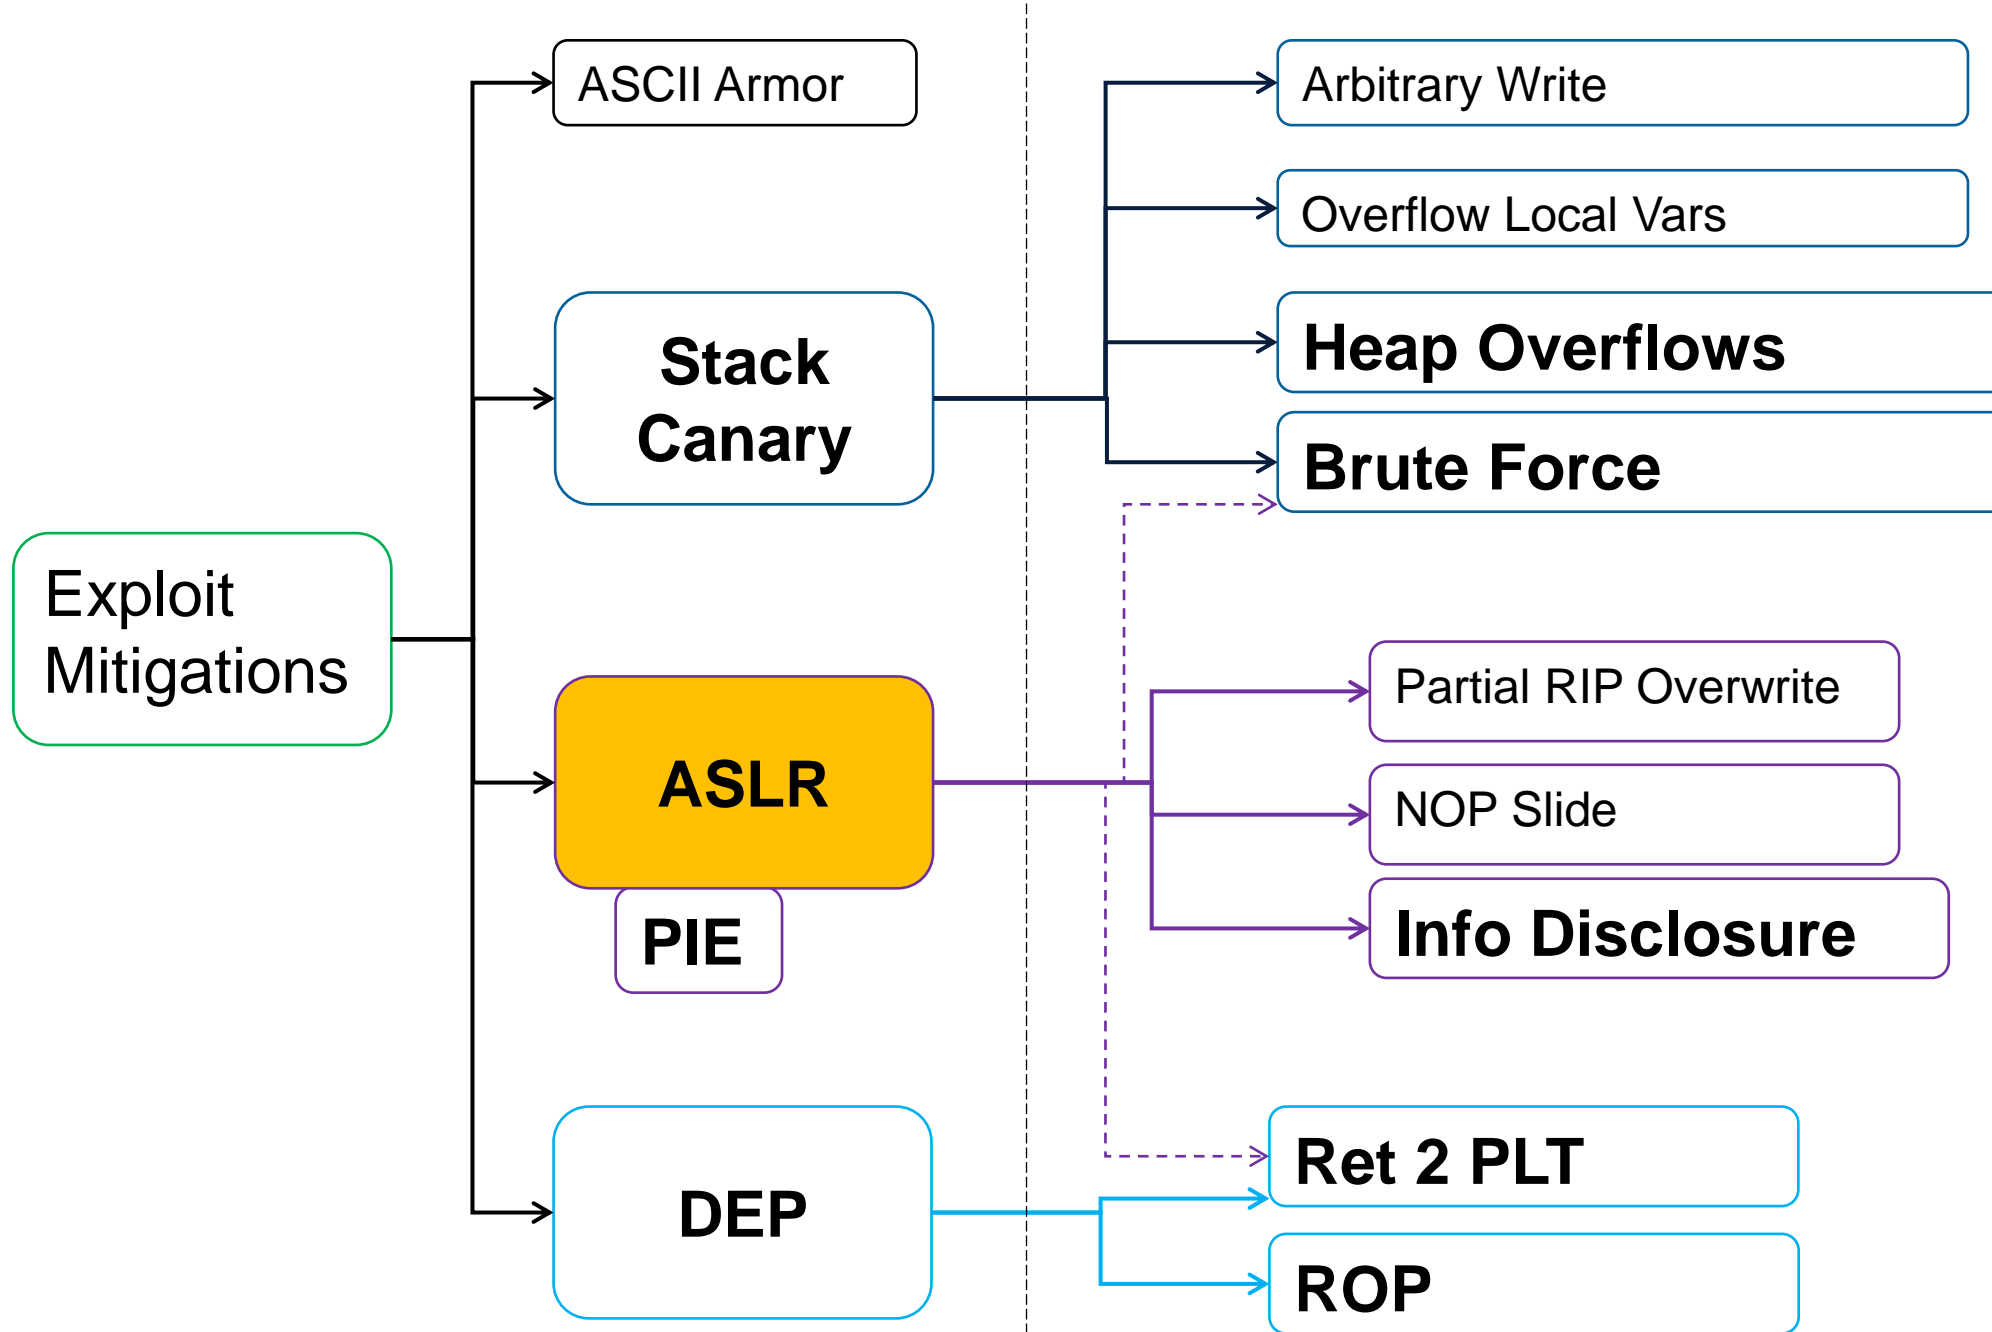 ASCII Armor
Arbitrary Write
Overflow Local Vars
Stack
Canary
Heap Overflows
Brute Force
Exploit
Mitigations
ASLR
PIE
Partial RIP Overwrite
NOP Slide
Info Disclosure
DEP
Ret 2 PLT
ROP